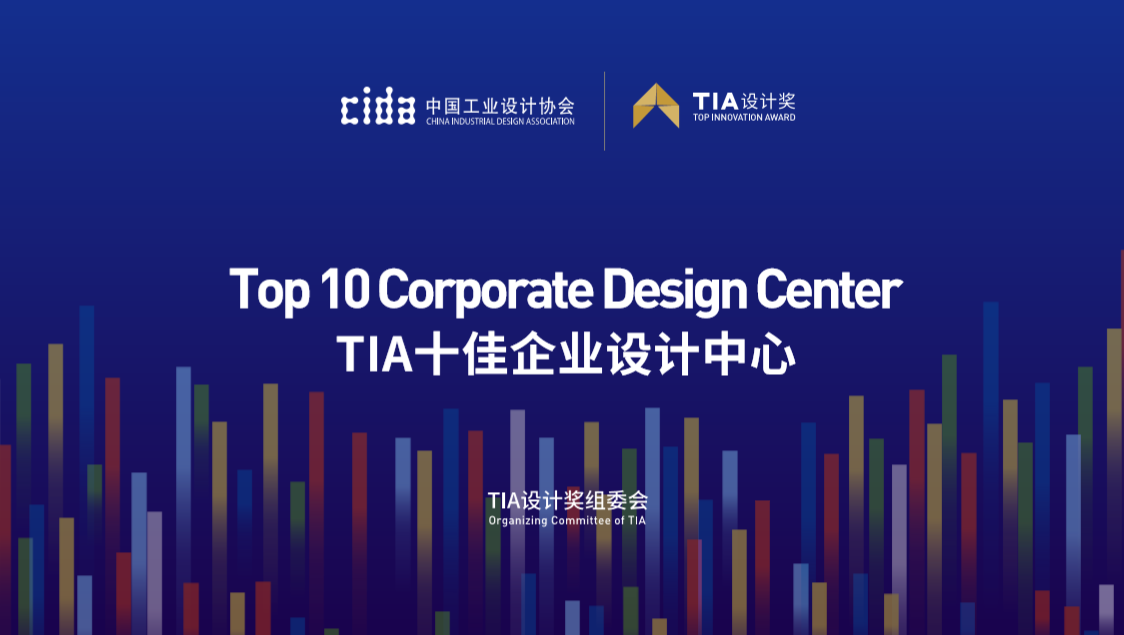 cida 中国工业设计协会
CHINA INDUSTRIAL DESIGN ASSOCIATION
TIA设计奖
TOP INNOVATION AWARD
Top 10 Corporate Design Center
TIA十佳企业设计中心
TIA设计奖组委会
Organizing Committee of TIA